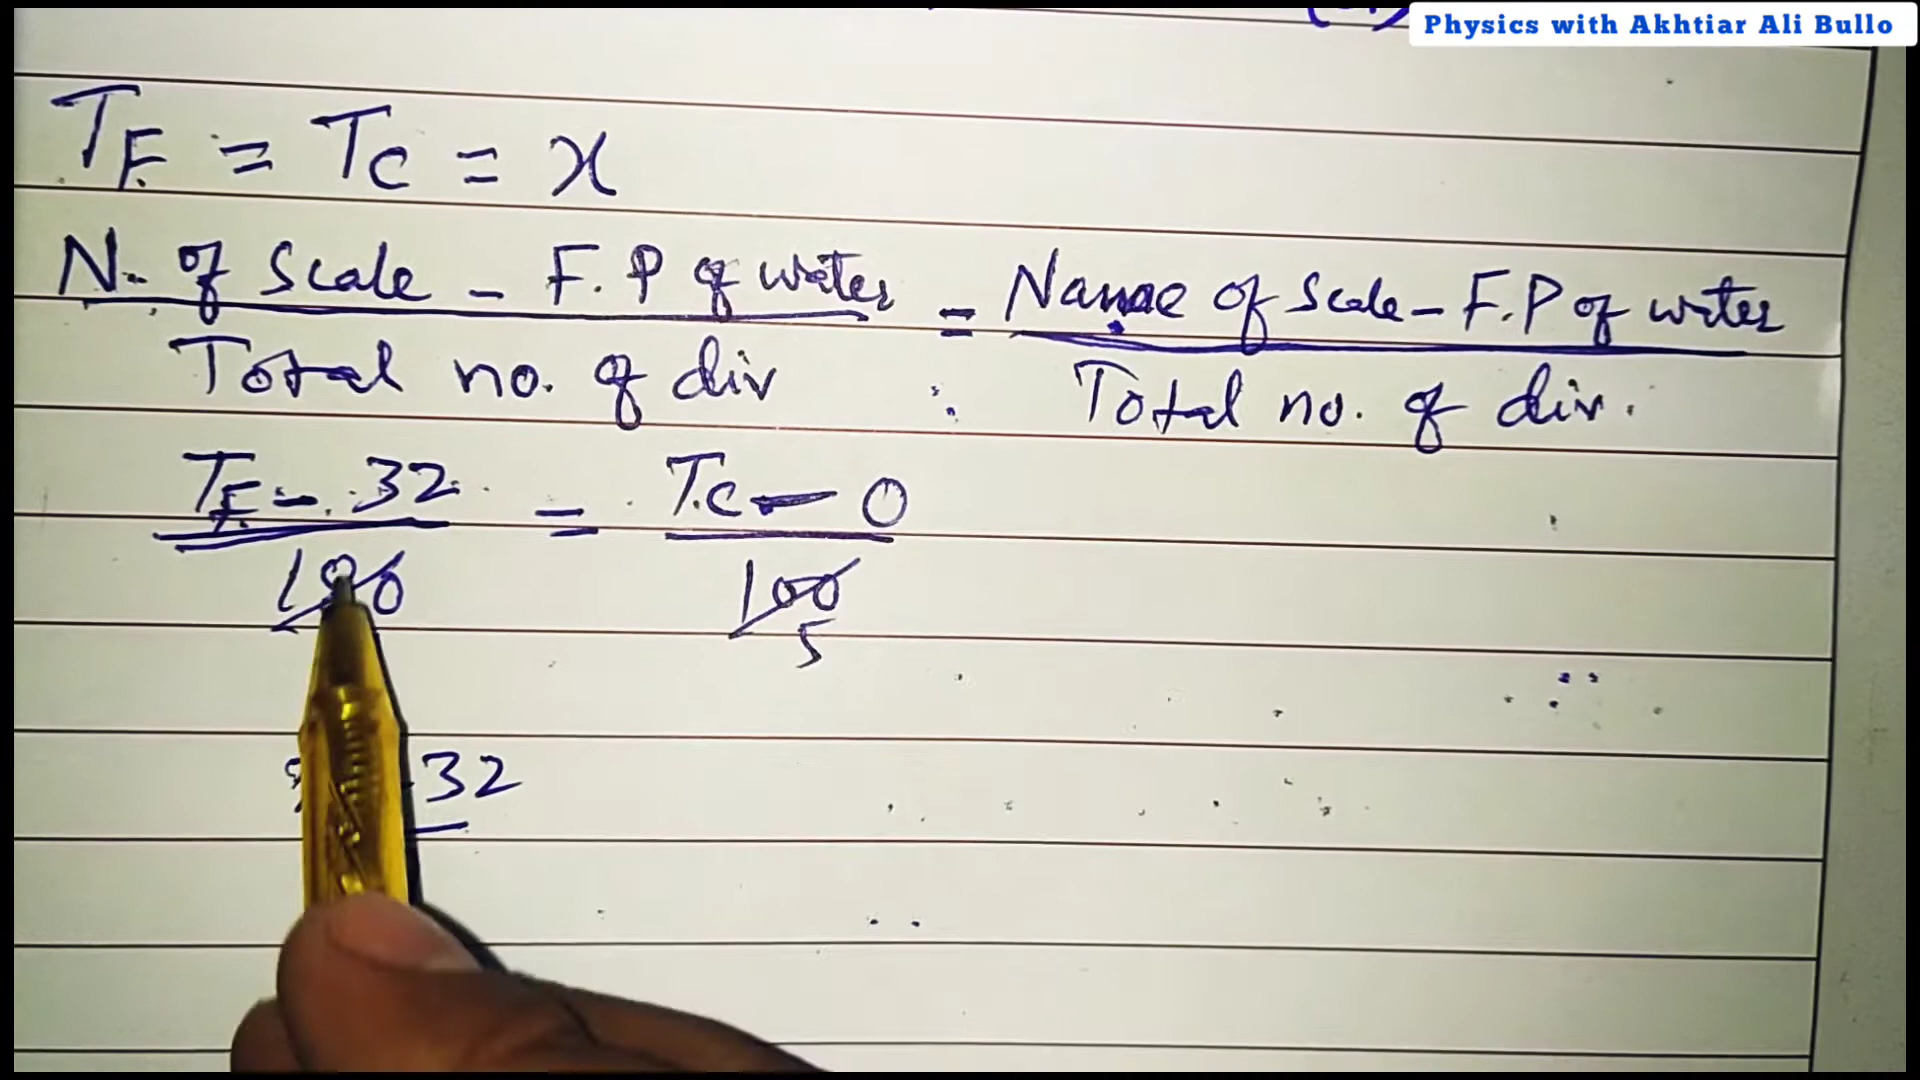 Physics with Akhtiar Ali Bullo
TF = TC = x
N. of Scale - F.P of water = Name of Scale - F.P of water
Total no. of div Total no. of div.
TF - 32 = TC - 0
180 100
5
32